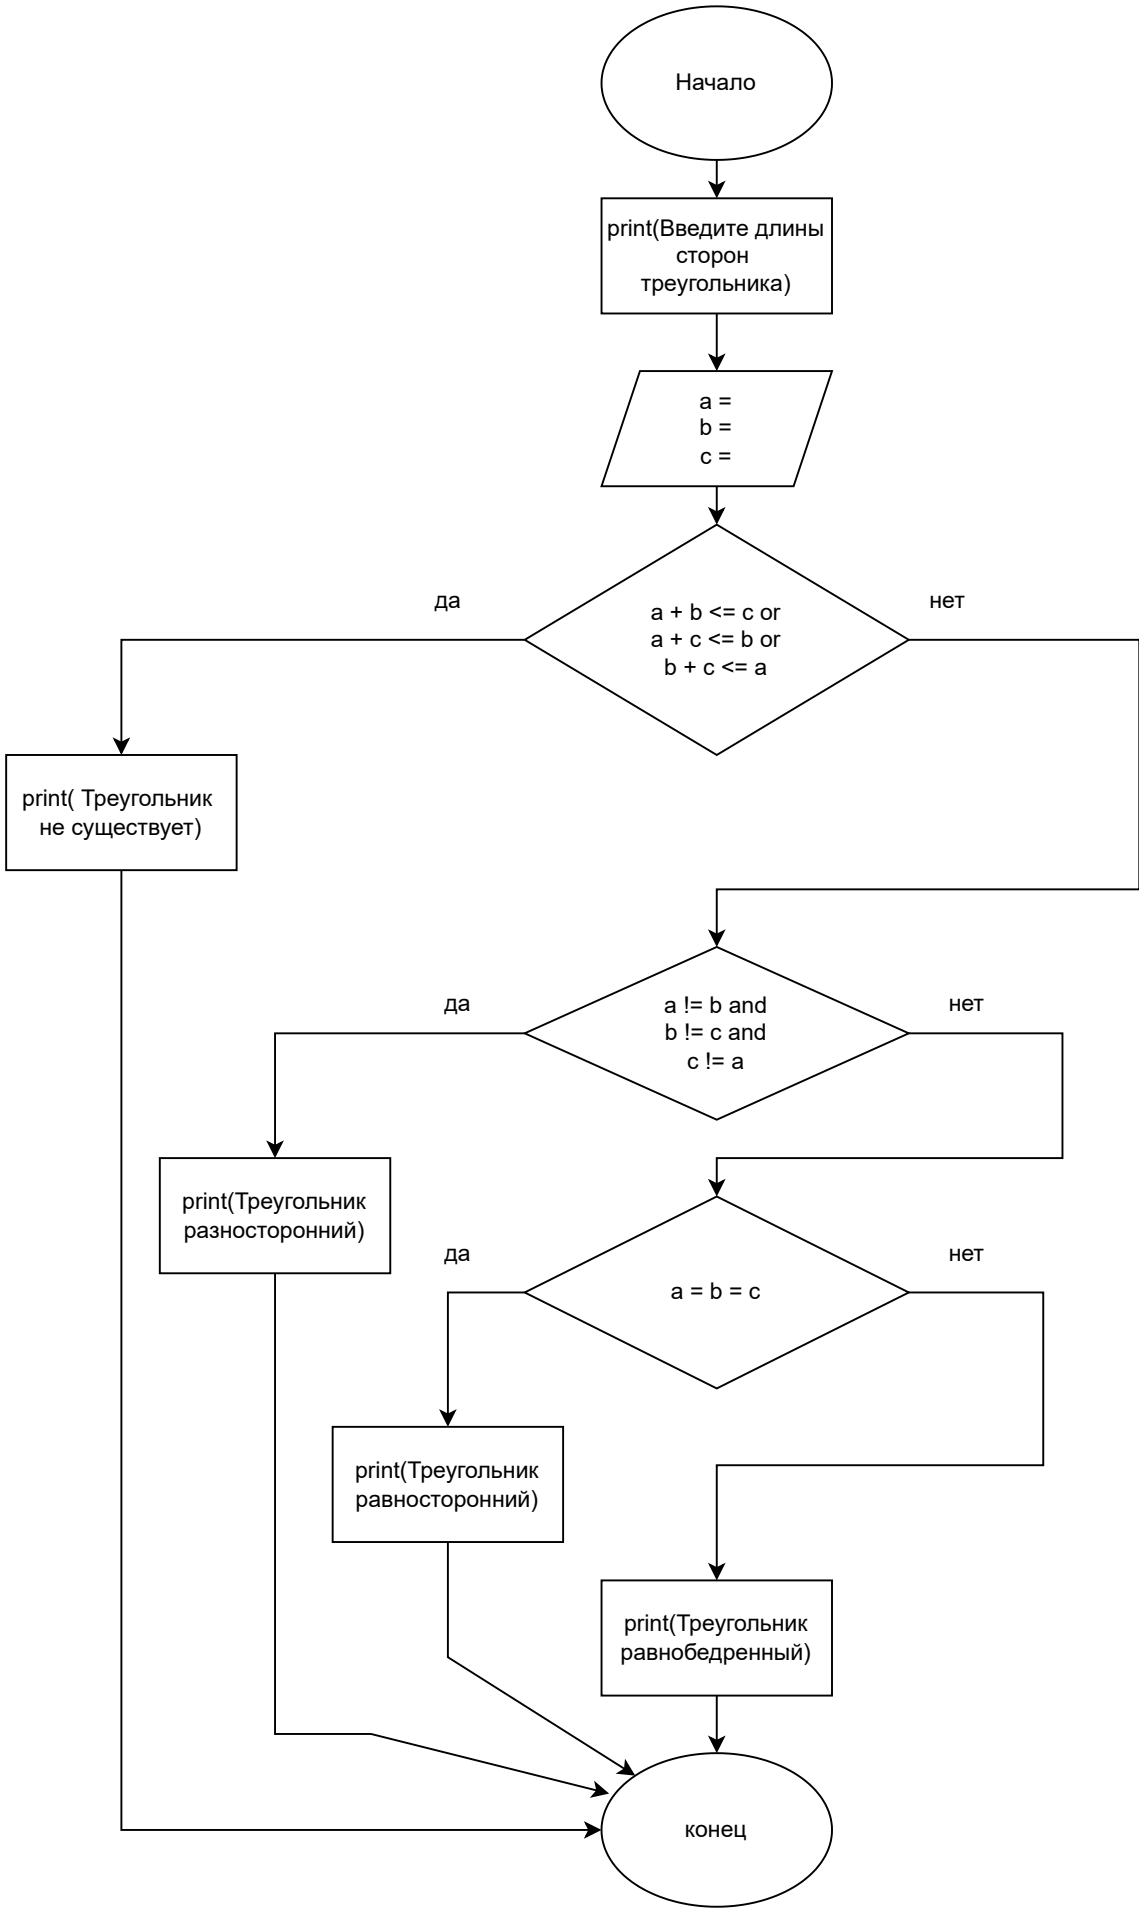 Начало
print(Введите длины
сторон
треугольника)
a =
b =
c =
да
нет
a + b <= c or
a + c <= b or
b + c <= a
print( Треугольник
не существует)
да
нет
a != b and
b != c and
c != a
print(Треугольник
разносторонний)
да
нет
a = b = c
print(Треугольник
равносторонний)
print(Треугольник
равнобедренный)
конец